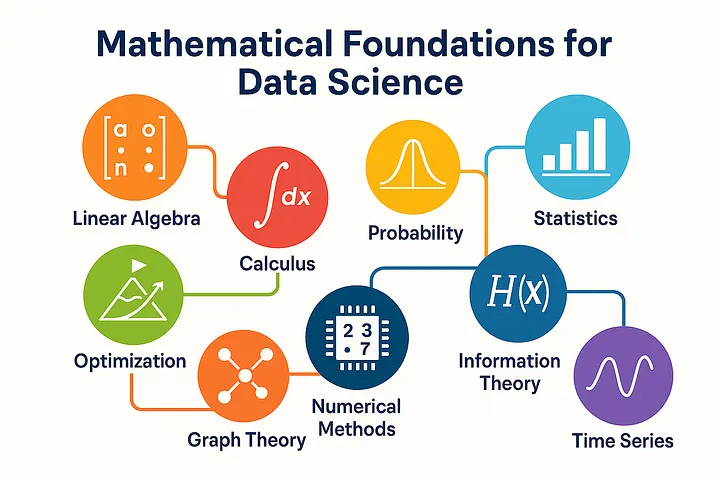 Mathematical Foundations for
Data Science
a o
n
Linear Algebra
∫dx
Calculus
Probability
Statistics
Optimization
Graph Theory
2 3
7
Numerical
Methods
H(x)
Information
Theory
Time Series